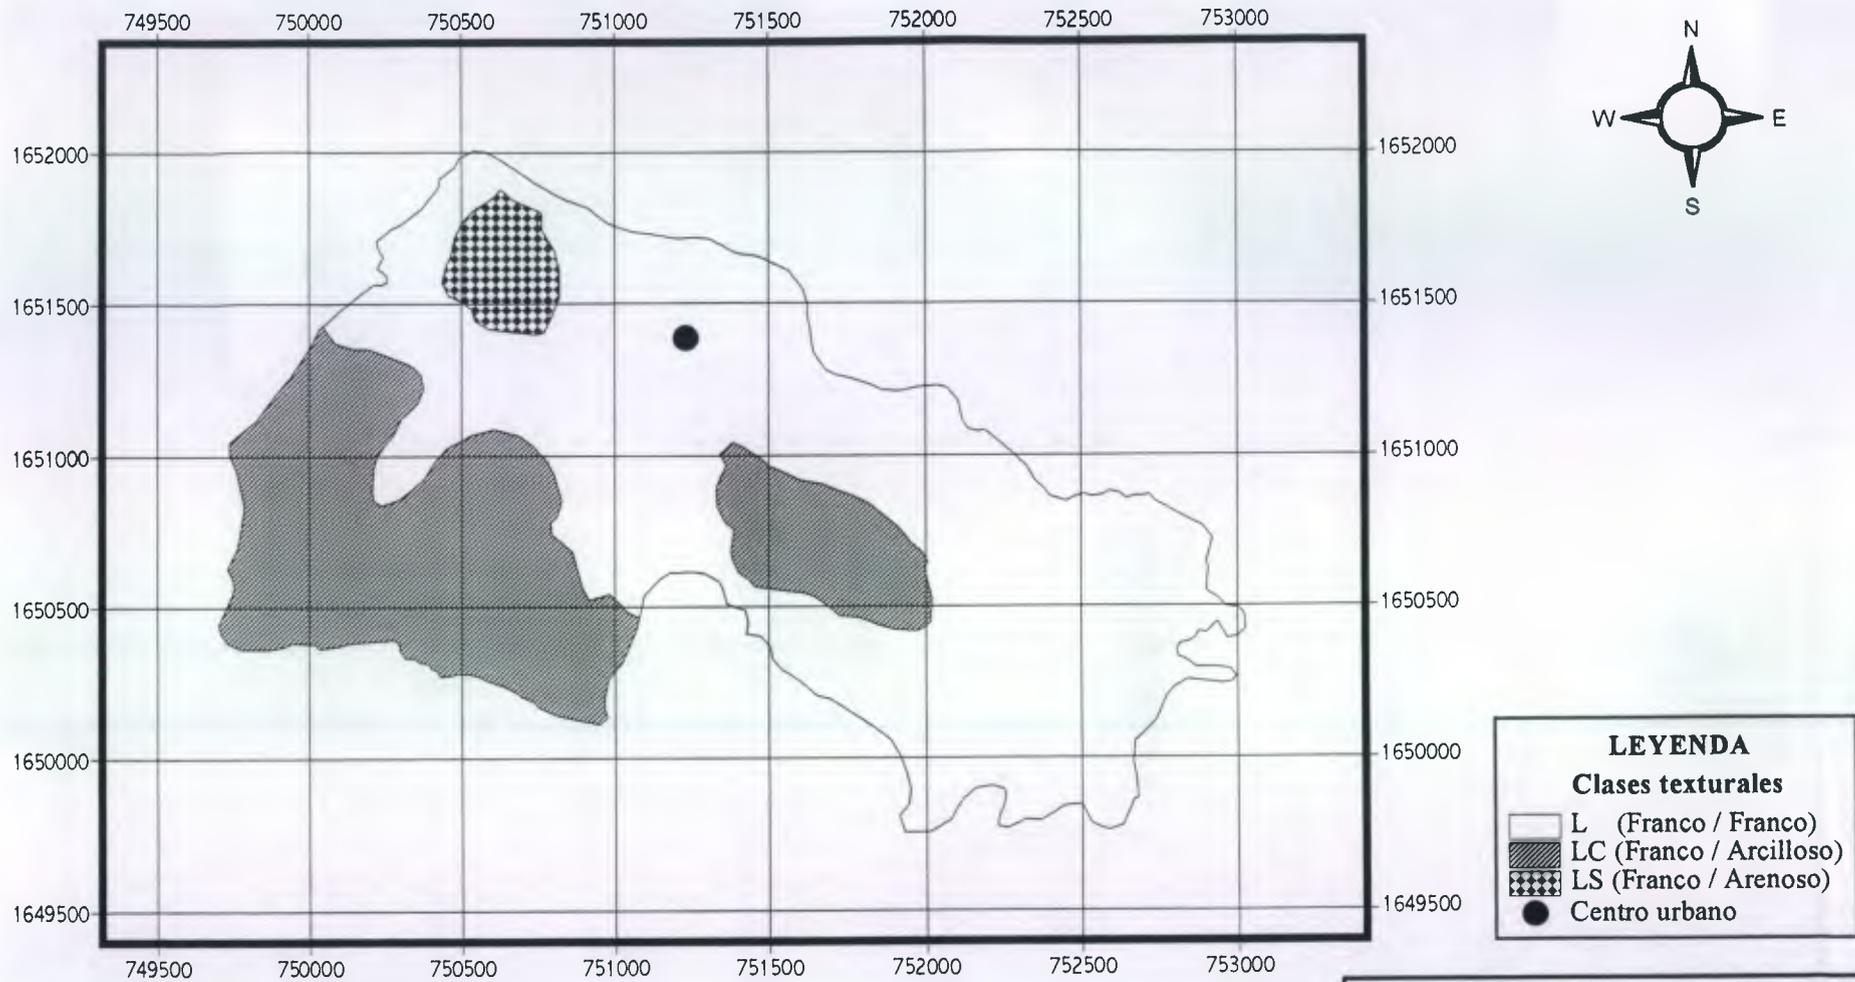 749500 750000 750500 751000 751500 752000 752500 753000
N
W E
S
1652000 1652000
1651500 1651500
1651000 1651000
1650500 1650500
1650000 1650000
1649500 1649500
749500 750000 750500 751000 751500 752000 752500 753000
LEYENDA
Clases texturales
L (Franco / Franco)
LC (Franco / Arcilloso)
LS (Franco / Arenoso)
Centro urbano